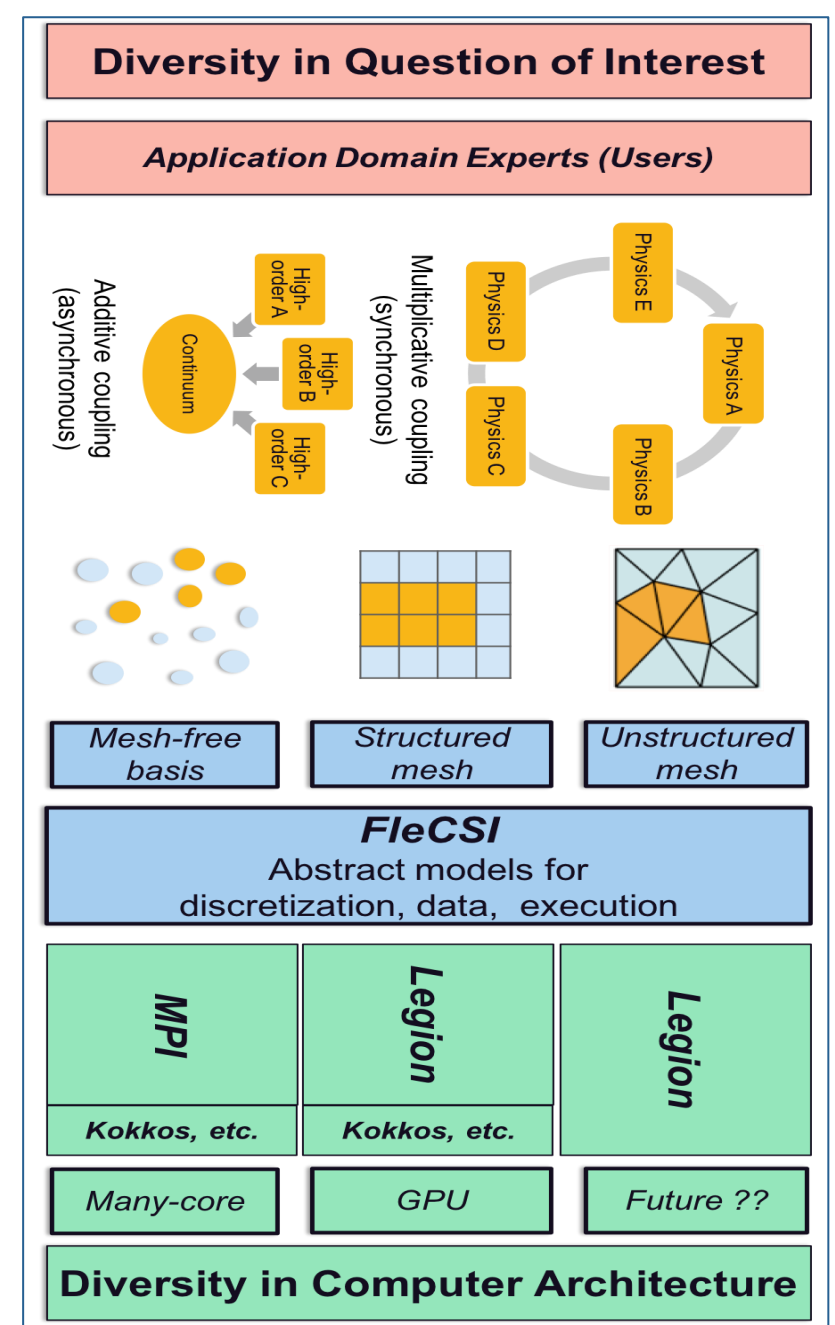 Diversity in Question of Interest
Application Domain Experts (Users)
Additive coupling
(asynchronous)
Continuum
High-
order A
High-
order B
High-
order C
Multiplicative coupling
(synchronous)
Physics E
Physics A
Physics B
Physics C
Physics D
Mesh-free
basis
Structured
mesh
Unstructured
mesh
FleCSI
Abstract models for
discretization, data, execution
MPI
Legion
Legion
Kokkos, etc.
Kokkos, etc.
Many-core
GPU
Future ??
Diversity in Computer Architecture